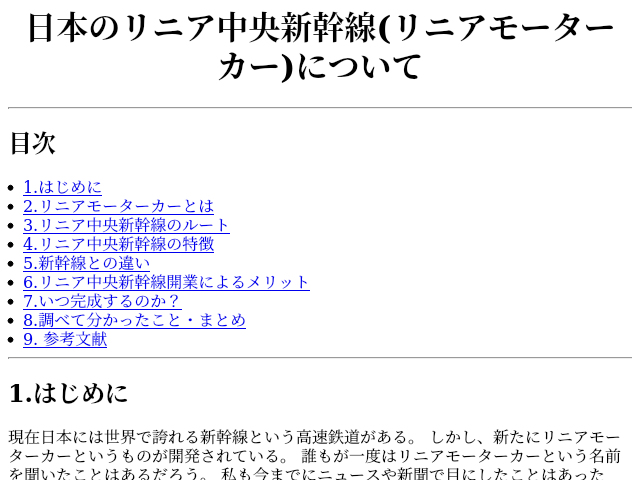 日本のリニア中央新幹線(リニアモーター
カー)について
目次
1.はじめに
2.リニアモーターカーとは
3.リニア中央新幹線のルート
4.リニア中央新幹線の特徴
5.新幹線との違い
6.リニア中央新幹線開業によるメリット
7.いつ完成するのか？
8.調べて分かったこと・まとめ
9. 参考文献
1.はじめに
現在日本には世界で誇れる新幹線という高速鉄道がある。 しかし、新たにリニアモー
ターカーというものが開発されている。 誰もが一度はリニアモーターカーという名前
を聞いたことはあるだろう。 私も今までにニュースや新聞で目にしたことはあった